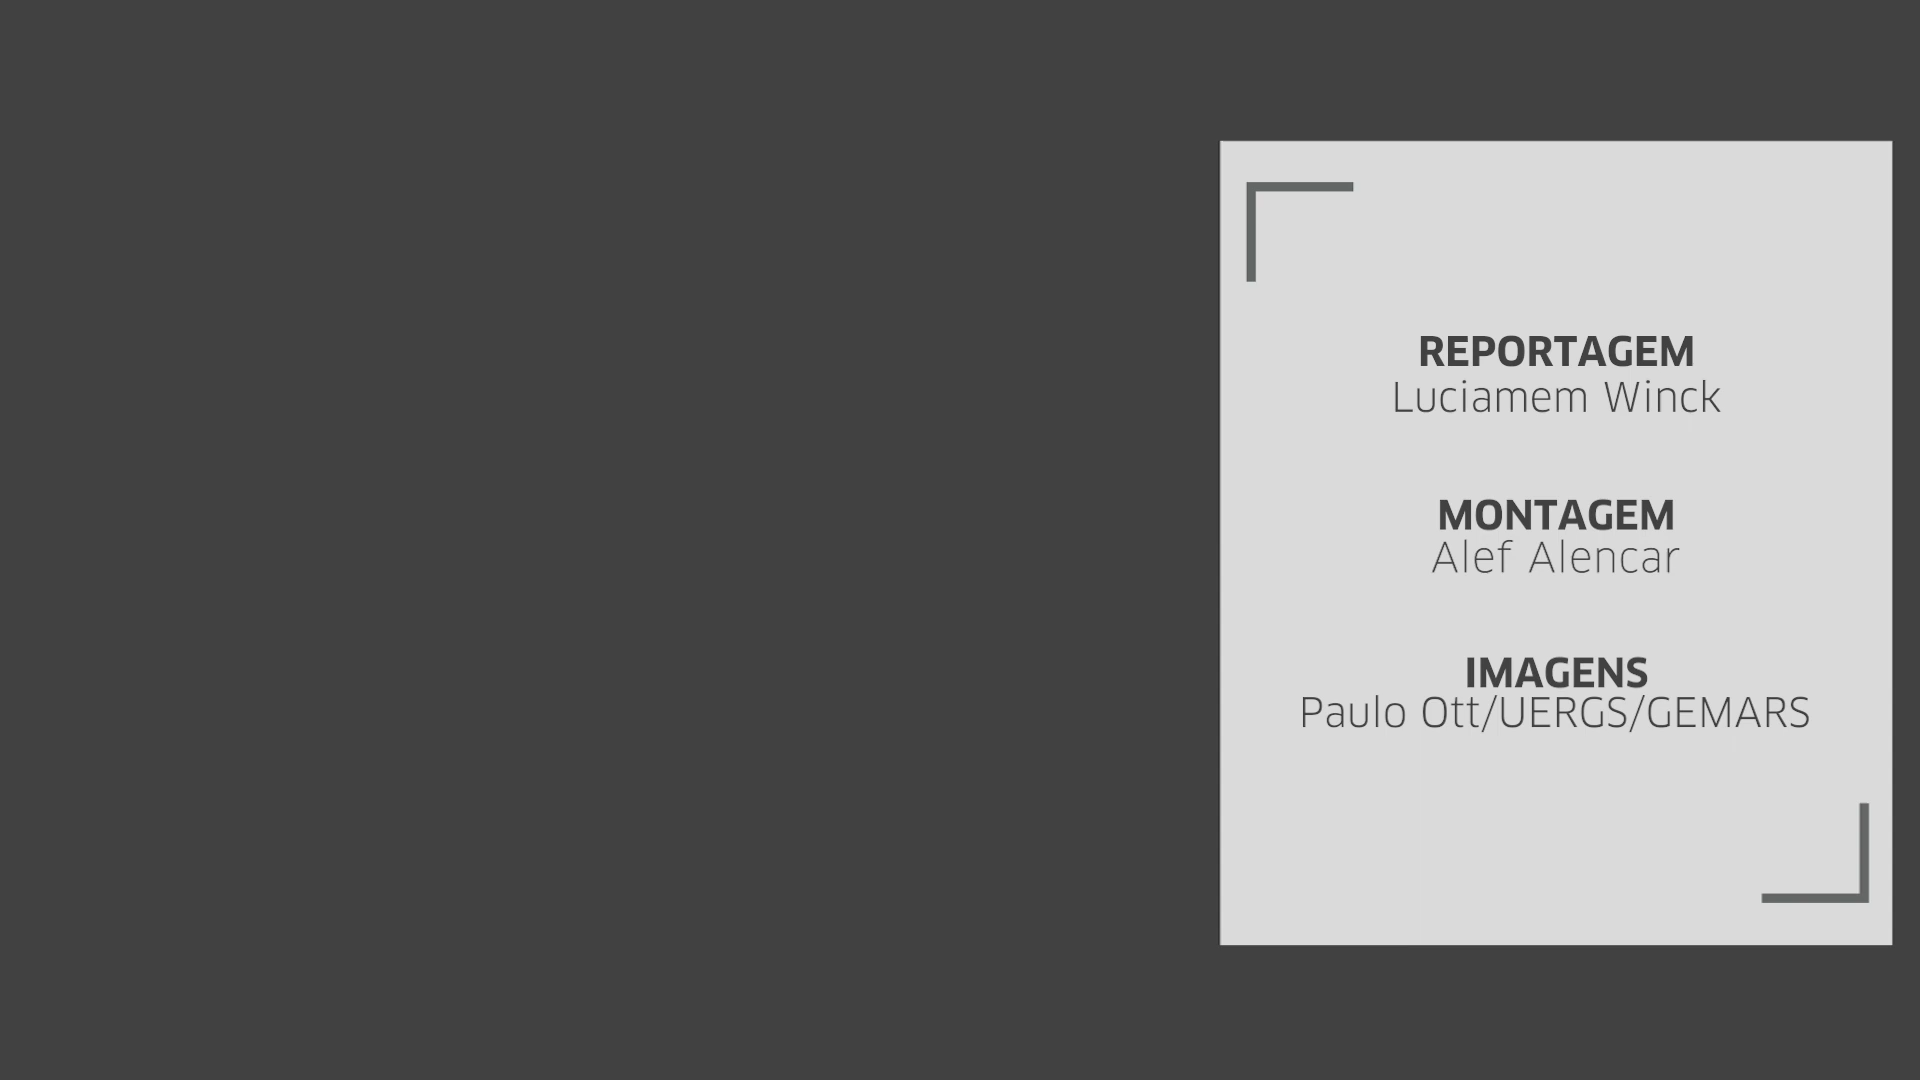 REPORTAGEM
Luciamem Winck
MONTAGEM
Alef Alencar
IMAGENS
Paulo Ott/UERGS/GEMARS